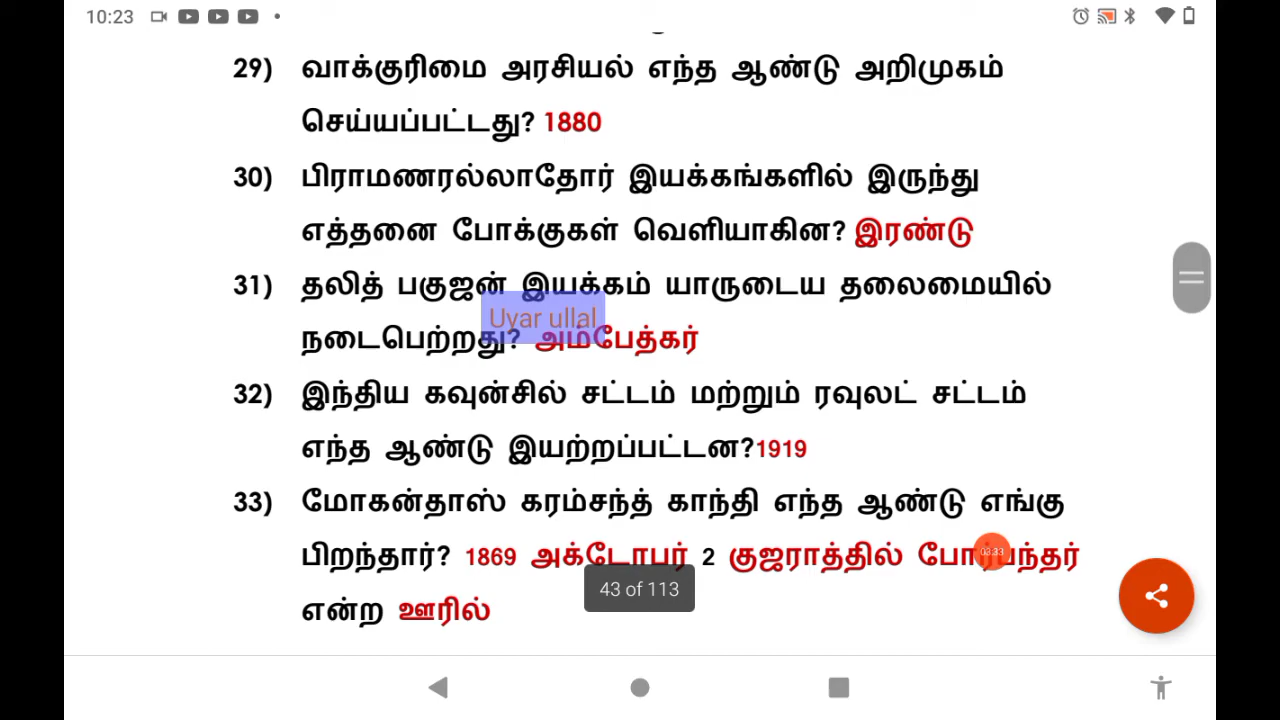 10:23
29) வாக்குரிமை அரசியல் எந்த ஆண்டு அறிமுகம்
செய்யப்பட்டது? 1880
30) பிராமணரல்லாதோர் இயக்கங்களில் இருந்து
எத்தனை போக்குகள் வெளியாகின? இரண்டு
31) தலித் பகுஜன் இயக்கம் யாருடைய தலைமையில்
Uyar ullal
நடைபெற்றது? அம்பேத்கர்
32) இந்திய கவுன்சில் சட்டம் மற்றும் ரவுலட் சட்டம்
எந்த ஆண்டு இயற்றப்பட்டன?1919
33) மோகன்தாஸ் கரம்சந்த் காந்தி எந்த ஆண்டு எங்கு
பிறந்தார்? 1869 அக்டோபர் 2 குஜராத்தில் போர்பந்தர்
03:33
43 of 113
என்ற ஊரில்